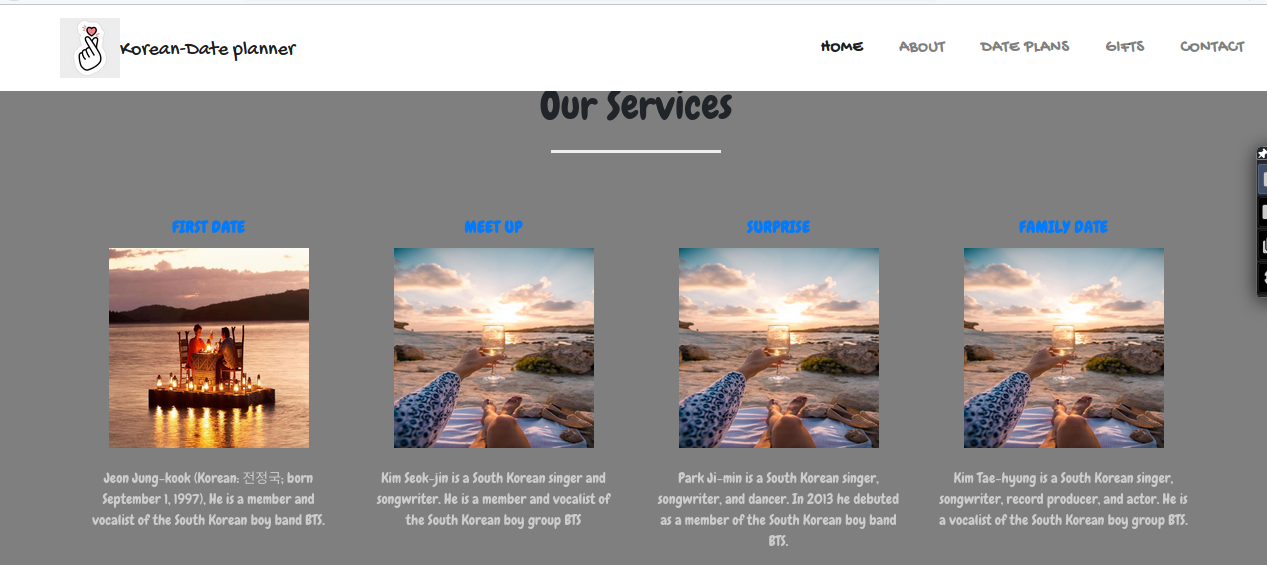 Korean-Date planner
HOME ABOUT DATE PLANS GIFTS CONTACT
Our Services
FIRST DATE
Jeon Jung-kook (Korean: 전정국; born
September 1, 1997), He is a member and
vocalist of the South Korean boy band BTS.
MEET UP
Kim Seok-jin is a South Korean singer and
songwriter. He is a member and vocalist of
the South Korean boy group BTS
SURPRISE
Park Ji-min is a South Korean singer,
songwriter, and dancer. In 2013 he debuted
as a member of the South Korean boy band
BTS.
FAMILY DATE
Kim Tae-hyung is a South Korean singer,
songwriter, record producer, and actor. He is
a vocalist of the South Korean boy group BTS.